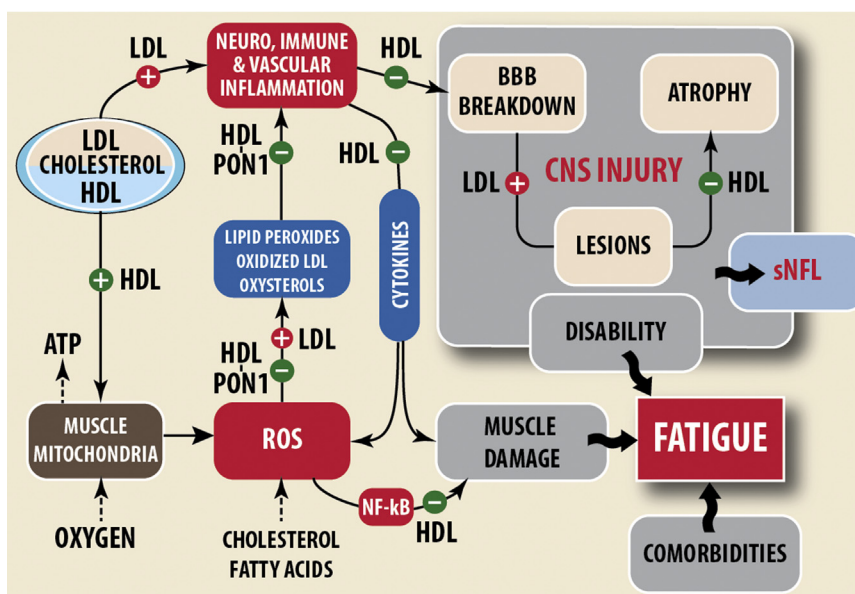 LDL
NEURO, IMMUNE
& VASCULAR
INFLAMMATION
HDL
BBB
BREAKDOWN
ATROPHY
LDL
CHOLESTEROL
HDL
HDL
PON1
HDL
LDL
CNS INJURY
HDL
LESIONS
HDL
LIPID PEROXIDES
OXIDIZED LDL
OXYSTEROLS
CYTOKINES
sNFL
ATP
HDL
PON1
LDL
DISABILITY
MUSCLE
MITOCHONDRIA
ROS
MUSCLE
DAMAGE
FATIGUE
NF-kB
HDL
OXYGEN
CHOLESTEROL
FATTY ACIDS
COMORBIDITIES